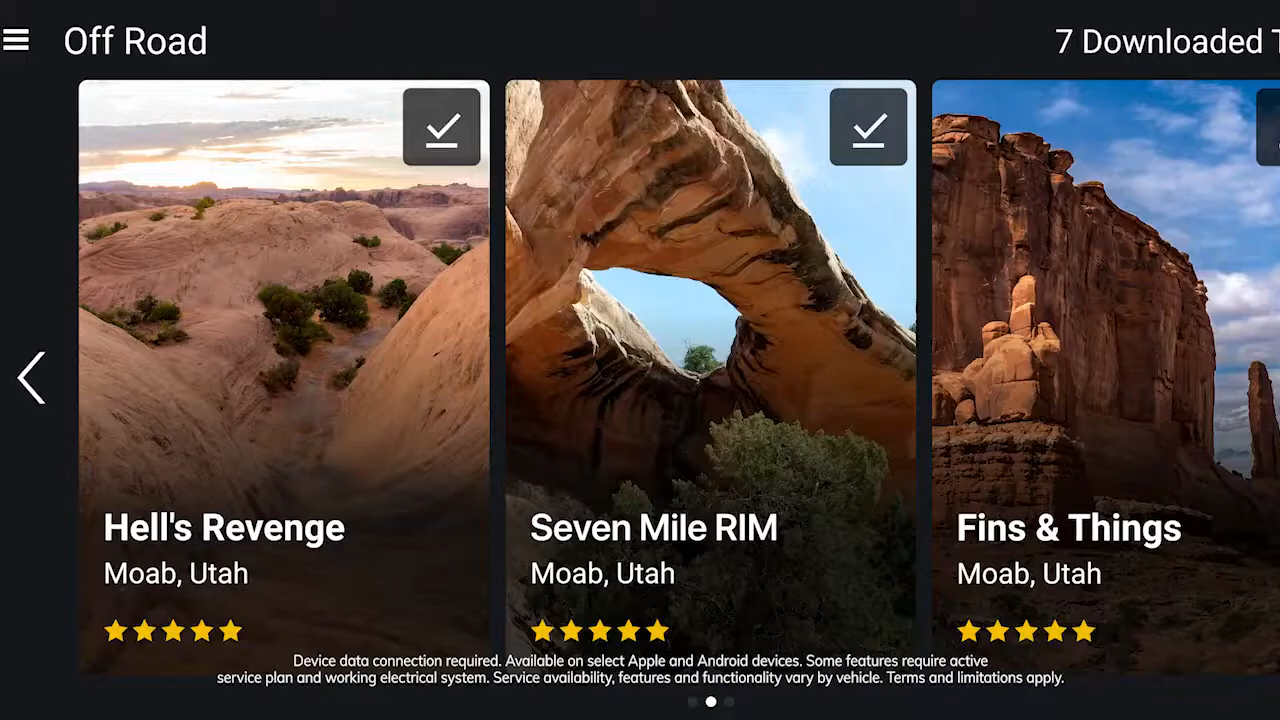 Off Road
7 Downloaded
Hell's Revenge
Moab, Utah
Seven Mile RIM
Moab, Utah
Fins & Things
Moab, Utah
Device data connection required. Available on select Apple and Android devices. Some features require active
service plan and working electrical system. Service availability, features and functionality vary by vehicle. Terms and limitations apply.